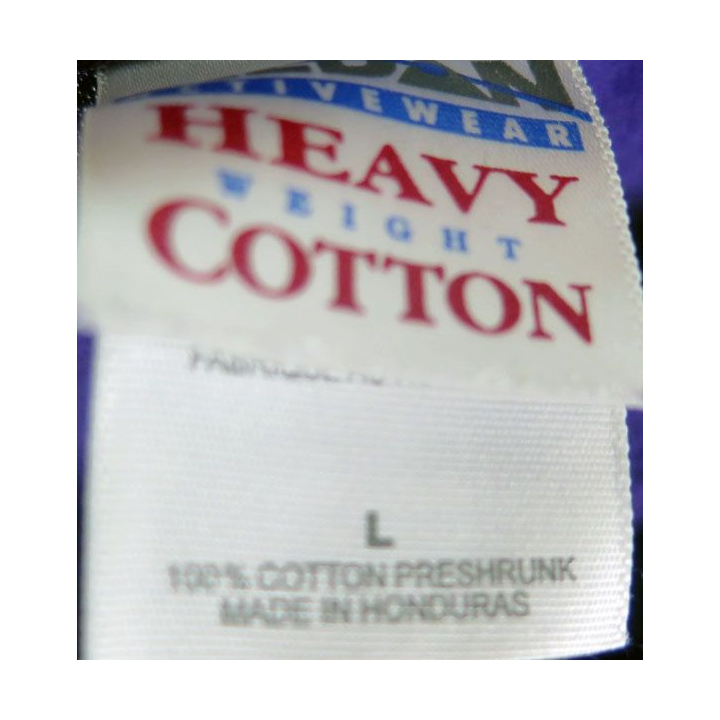 ACTIVEWEAR
HEAVY
WEIGHT
COTTON
L
100% COTTON PRESHRUNK
MADE IN HONDURAS